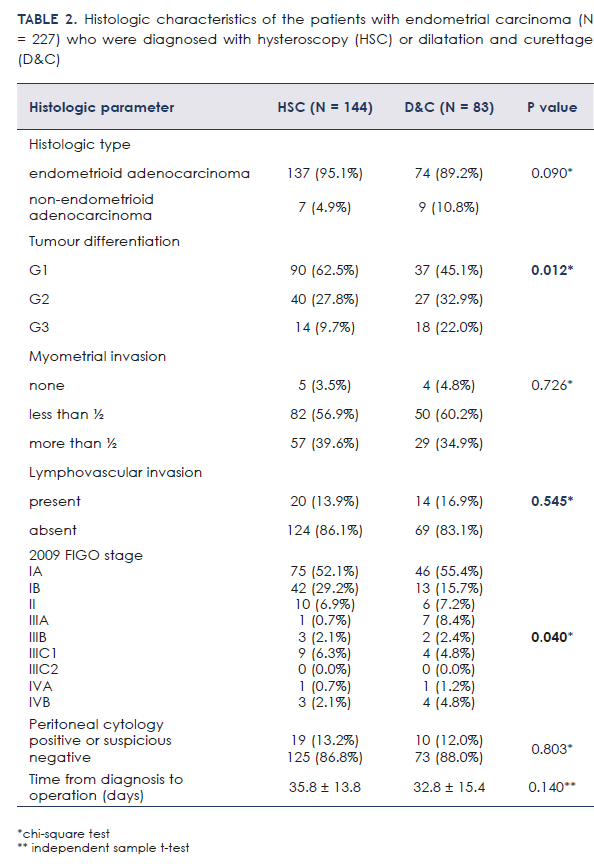 TABLE 2. Histologic characteristics of the patients with endometrial carcinoma (N
= 227) who were diagnosed with hysteroscopy (HSC) or dilatation and curettage
(D&C)
Histologic parameter HSC (N = 144) D&C (N = 83) P value
Histologic type
endometrioid adenocarcinoma 137 (95.1%) 74 (89.2%) 0.090*
non-endometrioid
adenocarcinoma 7 (4.9%) 9 (10.8%)
Tumour differentiation
G1 90 (62.5%) 37 (45.1%) 0.012*
G2 40 (27.8%) 27 (32.9%)
G3 14 (9.7%) 18 (22.0%)
Myometrial invasion
none 5 (3.5%) 4 (4.8%) 0.726*
less than ½ 82 (56.9%) 50 (60.2%)
more than ½ 57 (39.6%) 29 (34.9%)
Lymphovascular invasion
present 20 (13.9%) 14 (16.9%) 0.545*
absent 124 (86.1%) 69 (83.1%)
2009 FIGO stage
IA 75 (52.1%) 46 (55.4%)
IB 42 (29.2%) 13 (15.7%)
II 10 (6.9%) 6 (7.2%)
IIIA 1 (0.7%) 7 (8.4%)
IIIB 3 (2.1%) 2 (2.4%) 0.040*
IIIC1 9 (6.3%) 4 (4.8%)
IIIC2 0 (0.0%) 0 (0.0%)
IVA 1 (0.7%) 1 (1.2%)
IVB 3 (2.1%) 4 (4.8%)
Peritoneal cytology
positive or suspicious 19 (13.2%) 10 (12.0%) 0.803*
negative 125 (86.8%) 73 (88.0%)
Time from diagnosis to
operation (days) 35.8 ± 13.8 32.8 ± 15.4 0.140**
*chi-square test
** independent sample t-test